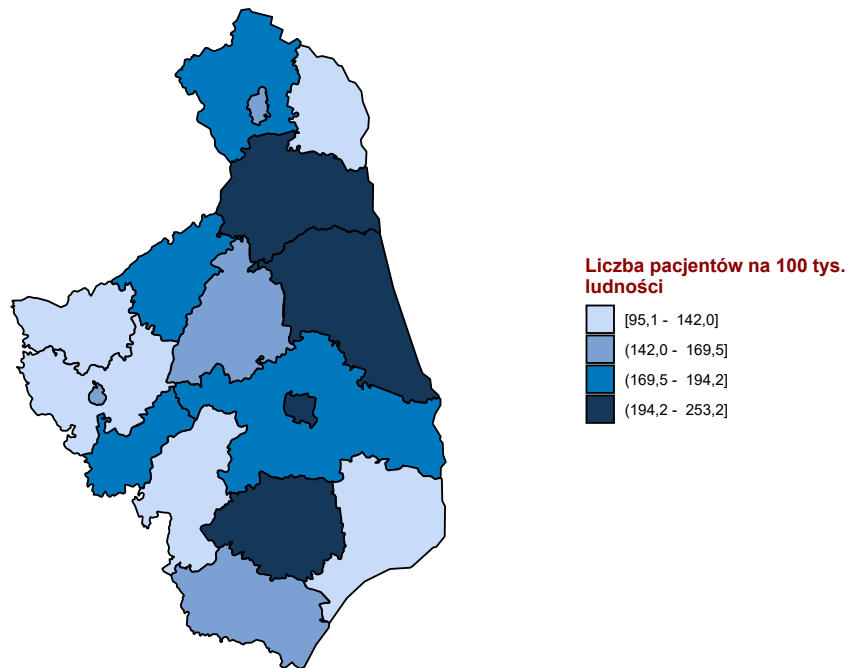 Liczba pacjentów na 100 tys.
ludności
[95,1 - 142,0]
(142,0 - 169,5]
(169,5 - 194,2]
(194,2 - 253,2]